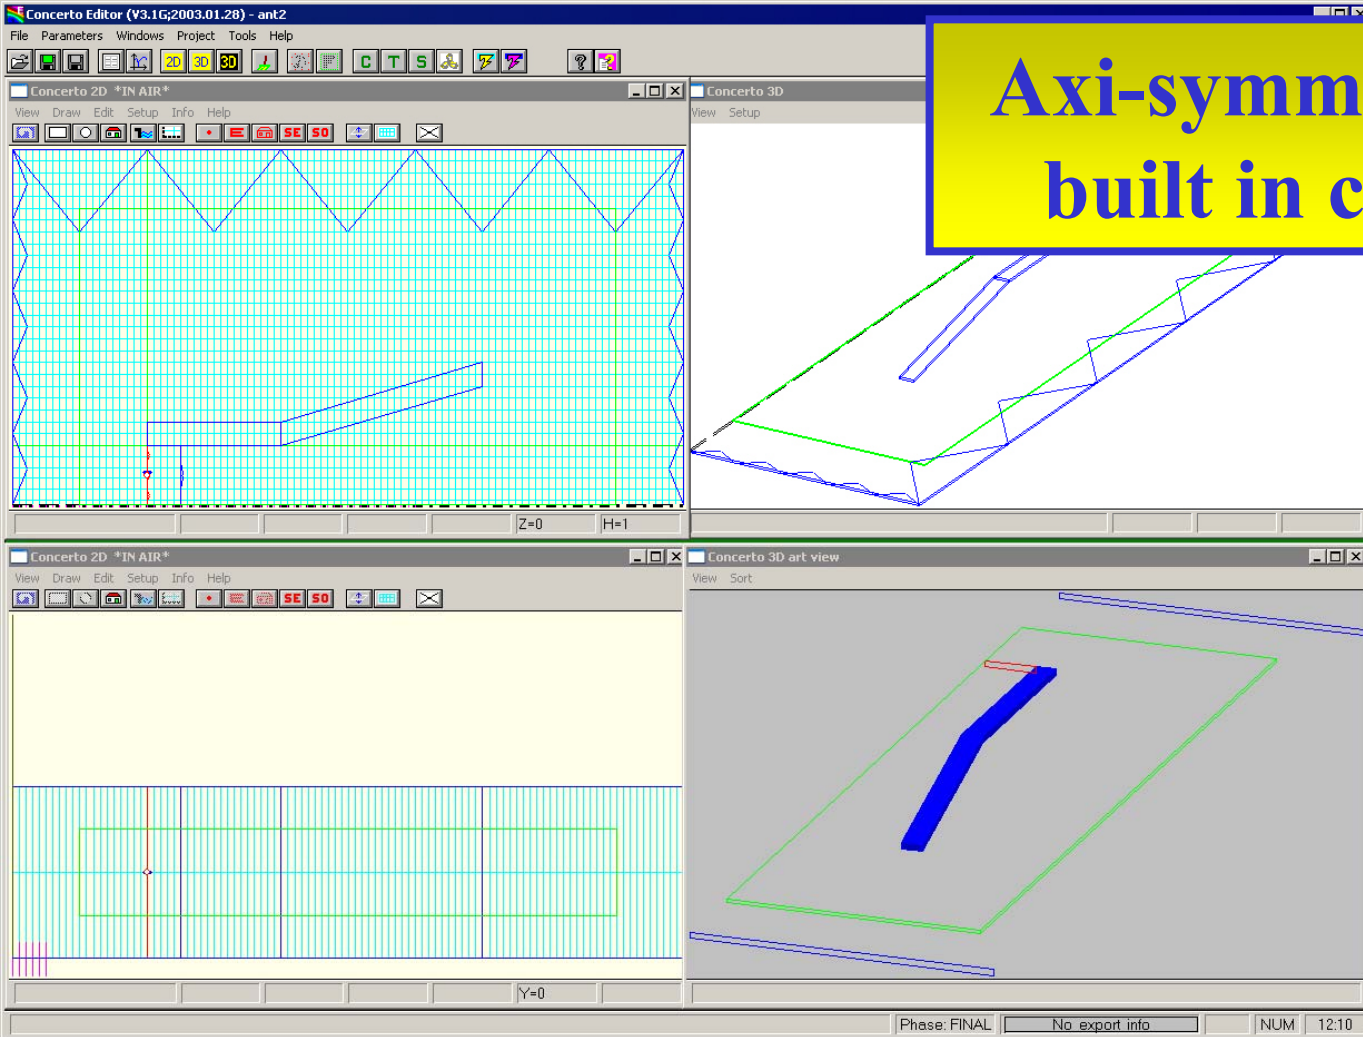 Concerto Editor (V3.1G;2003.01.28) - ant2
File Parameters Windows Project Tools Help
2D 3D 3D C T S ? ?
Concerto 2D *IN AIR*
View Draw Edit Setup Info Help
SE SO
Z=0 H=1
Concerto 3D
View Setup
Axi-symm
built in c
Concerto 2D *IN AIR*
View Draw Edit Setup Info Help
SE SO
Y=0
Concerto 3D art view
View Sort
Phase: FINAL No export info NUM 12:10